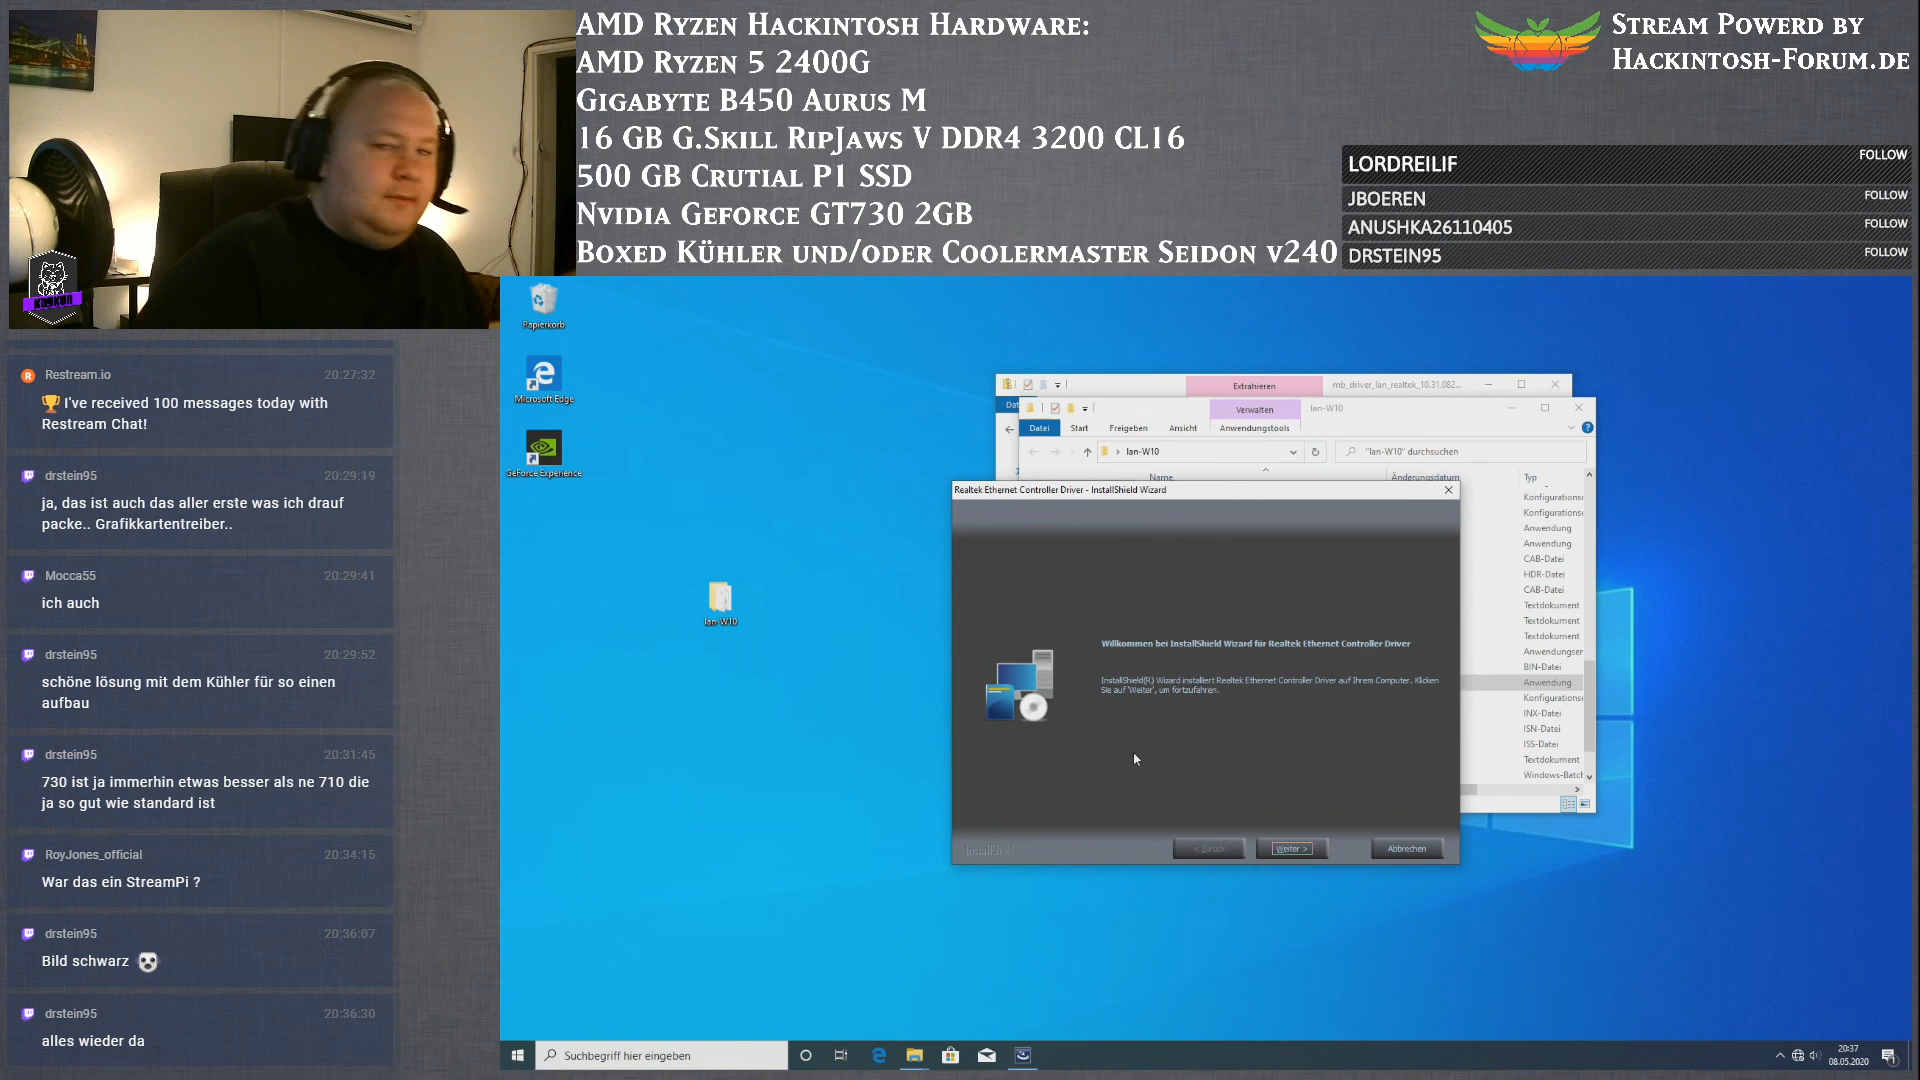 AMD Ryzen Hackintosh Hardware:
AMD Ryzen 5 2400G
Gigabyte B450 Aurus M
16 GB G.Skill RipJaws V DDR4 3200 CL16
500 GB Crutial P1 SSD
Nvidia Geforce GT730 2GB
Boxed Kühler und/oder Coolermaster Seidon v240
Stream Powerd by
Hackintosh-Forum.de
LORDREILIF FOLLOW
JBOEREN FOLLOW
ANUSHKA26110405 FOLLOW
DRSTEIN95 FOLLOW
Restream.io 20:27:32
I've received 100 messages today with
Restream Chat!
drstein95 20:29:19
ja, das ist auch das aller erste was ich drauf
packe.. Grafikkartentreiber..
Mocca55 20:29:41
ich auch
drstein95 20:29:52
schöne lösung mit dem Kühler für so einen
aufbau
drstein95 20:31:45
730 ist ja immerhin etwas besser als ne 710 die
ja so gut wie standard ist
RoyJones_official 20:34:15
War das ein StreamPi ?
drstein95 20:36:07
Bild schwarz
drstein95 20:36:30
alles wieder da
Papierkorb
Microsoft Edge
GeForce Experience
lan-W10
Extrahieren mb_driver_lan_realtek_10.31.082...
Dat
Verwalten lan-W10
Datei Start Freigeben Ansicht Anwendungstools
lan-W10
"lan-W10" durchsuchen
Name Änderungsdatum Typ
Konfigurations
Konfigurations
Anwendung
Anwendung
CAB-Datei
HDR-Datei
CAB-Datei
Textdokument
Textdokument
Textdokument
Anwendungser
BIN-Datei
Anwendung
Konfigurations
INX-Datei
ISN-Datei
ISS-Datei
Textdokument
Windows-Batch
Realtek Ethernet Controller Driver - InstallShield Wizard
Willkommen bei InstallShield Wizard für Realtek Ethernet Controller Driver
InstallShield(R) Wizard installiert Realtek Ethernet Controller Driver auf Ihrem Computer. Klicken
Sie auf 'Weiter', um fortzufahren.
InstallShield
< Zurück Weiter > Abbrechen
Suchbegriff hier eingeben
20:37
08.05.2020